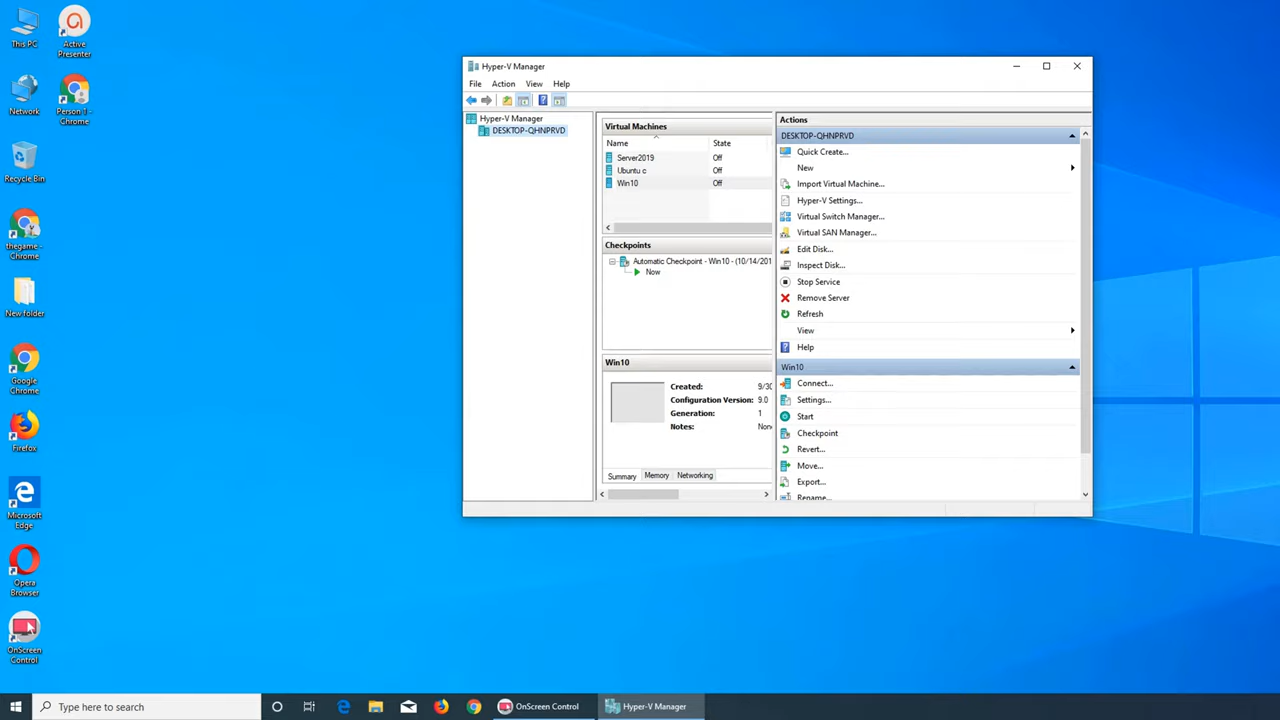 This PC
Active
Presenter
Network
Person 1 -
Chrome
Recycle Bin
thegame -
Chrome
New folder
Google
Chrome
Firefox
Microsoft
Edge
Opera
Browser
OnScreen
Control
Hyper-V Manager
File Action View Help
Hyper-V Manager
DESKTOP-QHNPRVD
Virtual Machines
Name State
Server2019 Off
Ubuntu c Off
Win10 Off
Checkpoints
Automatic Checkpoint - Win10 - (10/14/201
Now
Win10
Created: 9/30
Configuration Version: 9.0
Generation: 1
Notes: None
Summary Memory Networking
Actions
DESKTOP-QHNPRVD
Quick Create...
New
Import Virtual Machine...
Hyper-V Settings...
Virtual Switch Manager...
Virtual SAN Manager...
Edit Disk...
Inspect Disk...
Stop Service
Remove Server
Refresh
View
Help
Win10
Connect...
Settings...
Start
Checkpoint
Revert...
Move...
Export...
Rename...
Type here to search
OnScreen Control
Hyper-V Manager